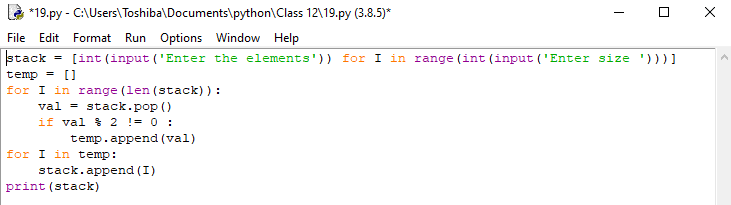 *19.py - C:\Users\Toshiba\Documents\python\Class 12\19.py (3.8.5)*
File Edit Format Run Options Window Help
stack = [int(input('Enter the elements')) for I in range(int(input('Enter size ')))]
temp = []
for I in range(len(stack)):
    val = stack.pop()
    if val % 2 != 0 :
        temp.append(val)
for I in temp:
    stack.append(I)
print(stack)